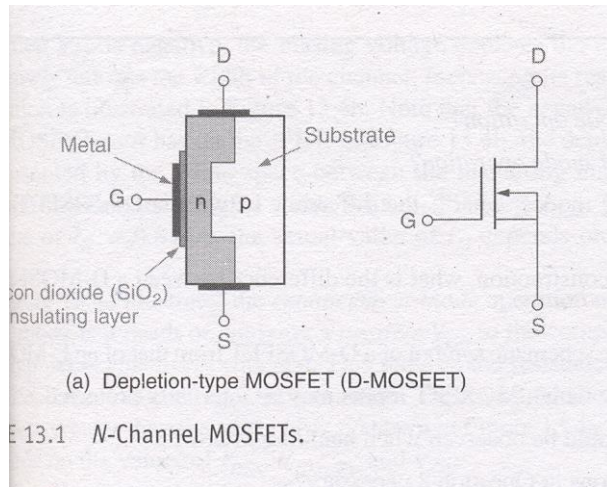 D
D
Substrate
Metal
G
n
p
G
con dioxide (SiO₂)
nsulating layer
S
S
(a) Depletion-type MOSFET (D-MOSFET)
E 13.1 N-Channel MOSFETs.